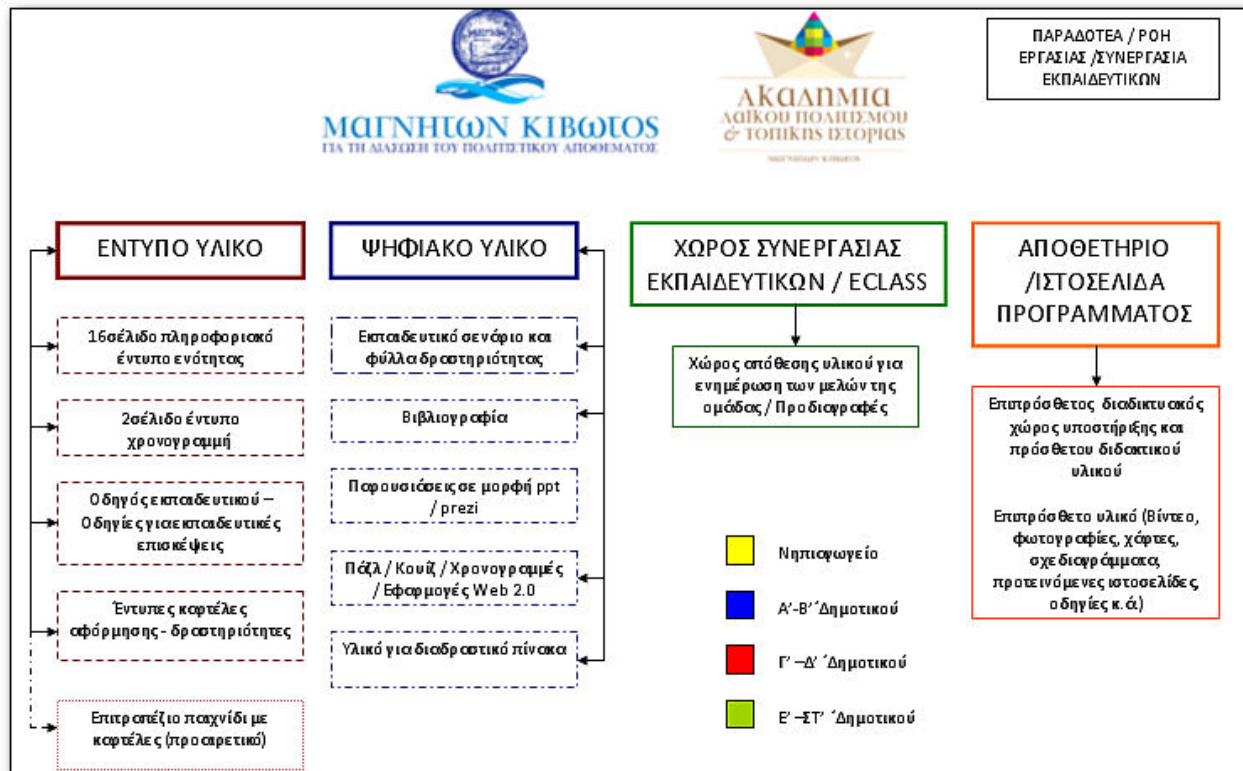 ΜΑΓΝΗΤΩΝ ΚΙΒΩΤΟΣ
ΓΙΑ ΤΗ ΔΙΑΣΩΣΗ ΤΟΥ ΠΟΛΙΤΙΣΤΙΚΟΥ ΑΠΟΘΕΜΑΤΟΣ
ΑΚΑΔΗΜΙΑ
ΛΑΪΚΟΥ ΠΟΛΙΤΙΣΜΟΥ
& ΤΟΠΙΚΗΣ ΙΣΤΟΡΙΑΣ
ΜΑΓΝΗΤΩΝ ΚΙΒΩΤΟΣ
ΠΑΡΑΔΟΤΕΑ / ΡΟΗ
ΕΡΓΑΣΙΑΣ /ΣΥΝΕΡΓΑΣΙΑ
ΕΚΠΑΙΔΕΥΤΙΚΩΝ
ΕΝΤΥΠΟ ΥΛΙΚΟ
16σέλιδο πληροφοριακό
έντυπο ενότητας
2σέλιδο έντυπο
χρονογραμμή
Οδηγός εκπαιδευτικού –
Οδηγίες για εκπαιδευτικές
επισκέψεις
Έντυπες καρτέλες
αφόρμησης - δραστηριότητες
Επιτραπέζιο παιχνίδι με
καρτέλες (προαιρετικό)
ΨΗΦΙΑΚΟ ΥΛΙΚΟ
Εκπαιδευτικό σενάριο και
φύλλα δραστηριότητας
Βιβλιογραφία
Παρουσιάσεις σε μορφή ppt
/ prezi
Πάζλ / Κουίζ / Χρονογραμμές
/ Εφαρμογές Web 2.0
Υλικό για διαδραστικό πίνακα
ΧΩΡΟΣ ΣΥΝΕΡΓΑΣΙΑΣ
ΕΚΠΑΙΔΕΥΤΙΚΩΝ / ECLASS
Χώρος απόθεσης υλικού για
ενημέρωση των μελών της
ομάδας / Προδιαγραφές
Νηπιαγωγείο
Α'-Β' ΄Δημοτικού
Γ' –Δ' ΄Δημοτικού
Ε' –ΣΤ' ΄Δημοτικού
ΑΠΟΘΕΤΗΡΙΟ
/ΙΣΤΟΣΕΛΙΔΑ
ΠΡΟΓΡΑΜΜΑΤΟΣ
Επιπρόσθετος διαδικτυακός
χώρος υποστήριξης και
πρόσθετου διδακτικού
υλικού
Επιπρόσθετο υλικό (Βίντεο,
φωτογραφίες, χάρτες,
σχεδιαγράμματα,
προτεινόμενες ιστοσελίδες,
οδηγίες κ.ά.)